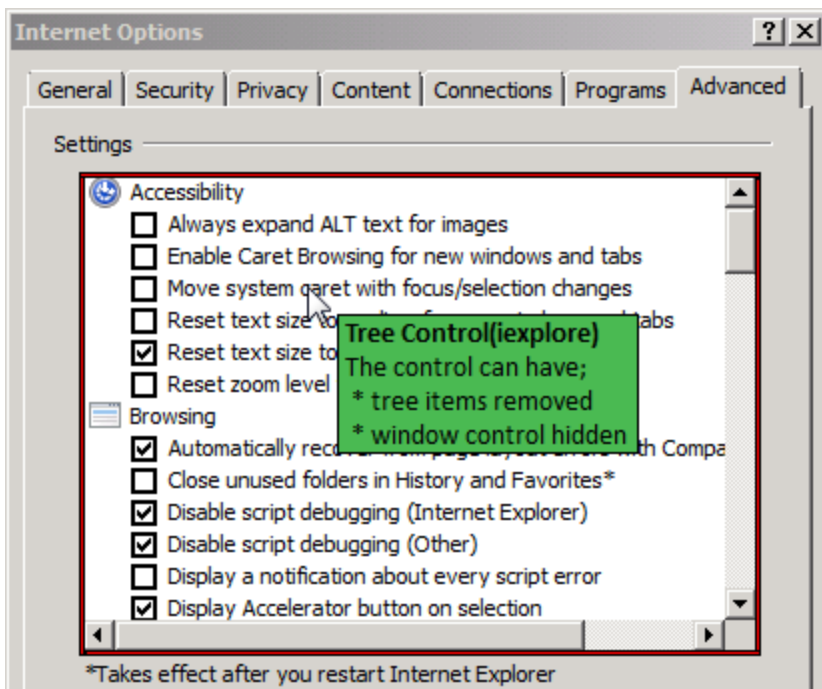 Internet Options
General Security Privacy Content Connections Programs Advanced
Settings
Accessibility
Always expand ALT text for images
Enable Caret Browsing for new windows and tabs
Move system caret with focus/selection changes
Reset text size to tabs
Reset text size to
Reset zoom level
Tree Control(iexplore)
The control can have;
* tree items removed
* window control hidden
Browsing
Automatically with Compa
Close unused folders in History and Favorites*
Disable script debugging (Internet Explorer)
Disable script debugging (Other)
Display a notification about every script error
Display Accelerator button on selection
*Takes effect after you restart Internet Explorer